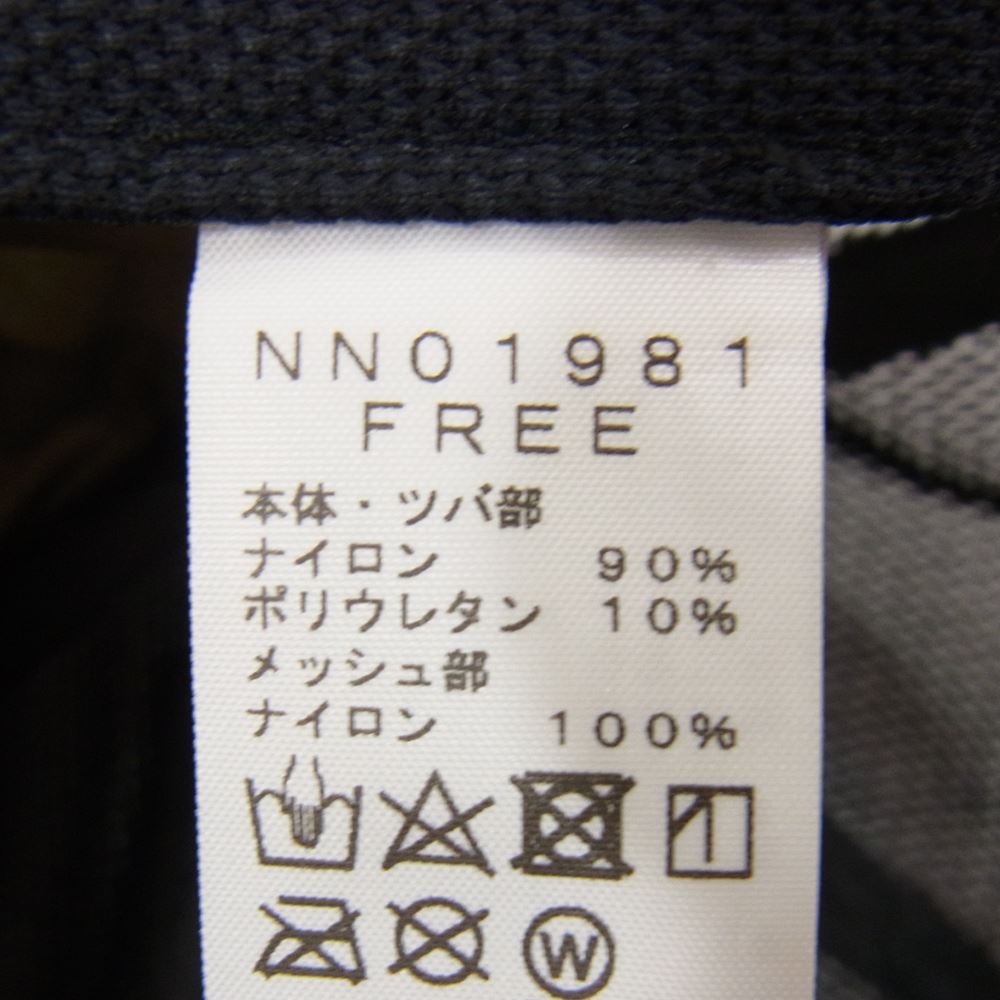 NN01981
FREE
本体・ツバ部
ナイロン 90%
ポリウレタン 10%
メッシュ部
ナイロン 100%
W